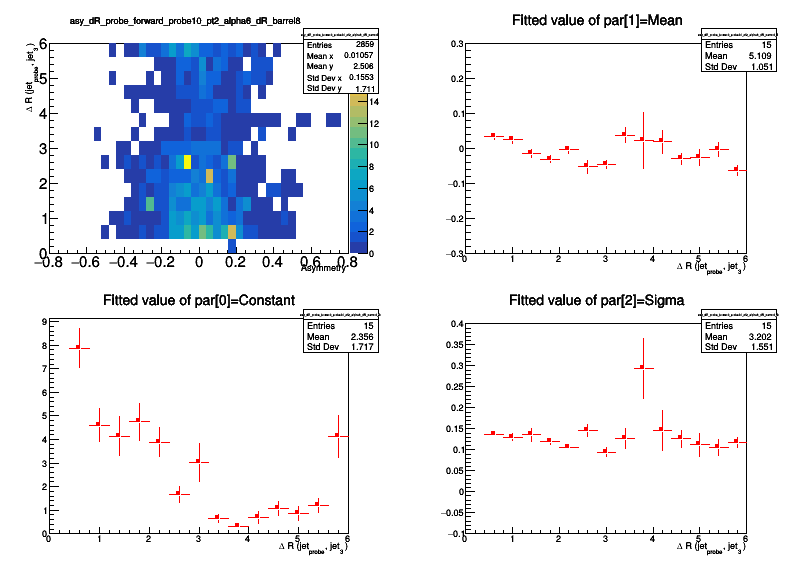 asy_dR_probe_forward_probe10_pt2_alpha6_dR_barrel8
Entries 2859
Mean x 0.01057
Mean y 2.506
Std Dev x 0.1553
Std Dev y 1.711
Δ R (jet_probe, jet_3)
6
5
4
3
2
1
0
−0.8 −0.6 −0.4 −0.2 0 0.2 0.4 0.6 0.8
Asymmetry
14
12
10
8
6
4
2
0
Fitted value of par[1]=Mean
Entries 15
Mean 5.109
Std Dev 1.051
0.3
0.2
0.1
0
−0.1
−0.2
−0.3
0 1 2 3 4 5 6
Δ R (jet_probe, jet_3)
Fitted value of par[0]=Constant
Entries 15
Mean 2.356
Std Dev 1.717
9
8
7
6
5
4
3
2
1
0
0 1 2 3 4 5 6
Δ R (jet_probe, jet_3)
Fitted value of par[2]=Sigma
Entries 15
Mean 3.202
Std Dev 1.551
0.4
0.35
0.3
0.25
0.2
0.15
0.1
0.05
0
−0.05
−0.1
0 1 2 3 4 5 6
Δ R (jet_probe, jet_3)